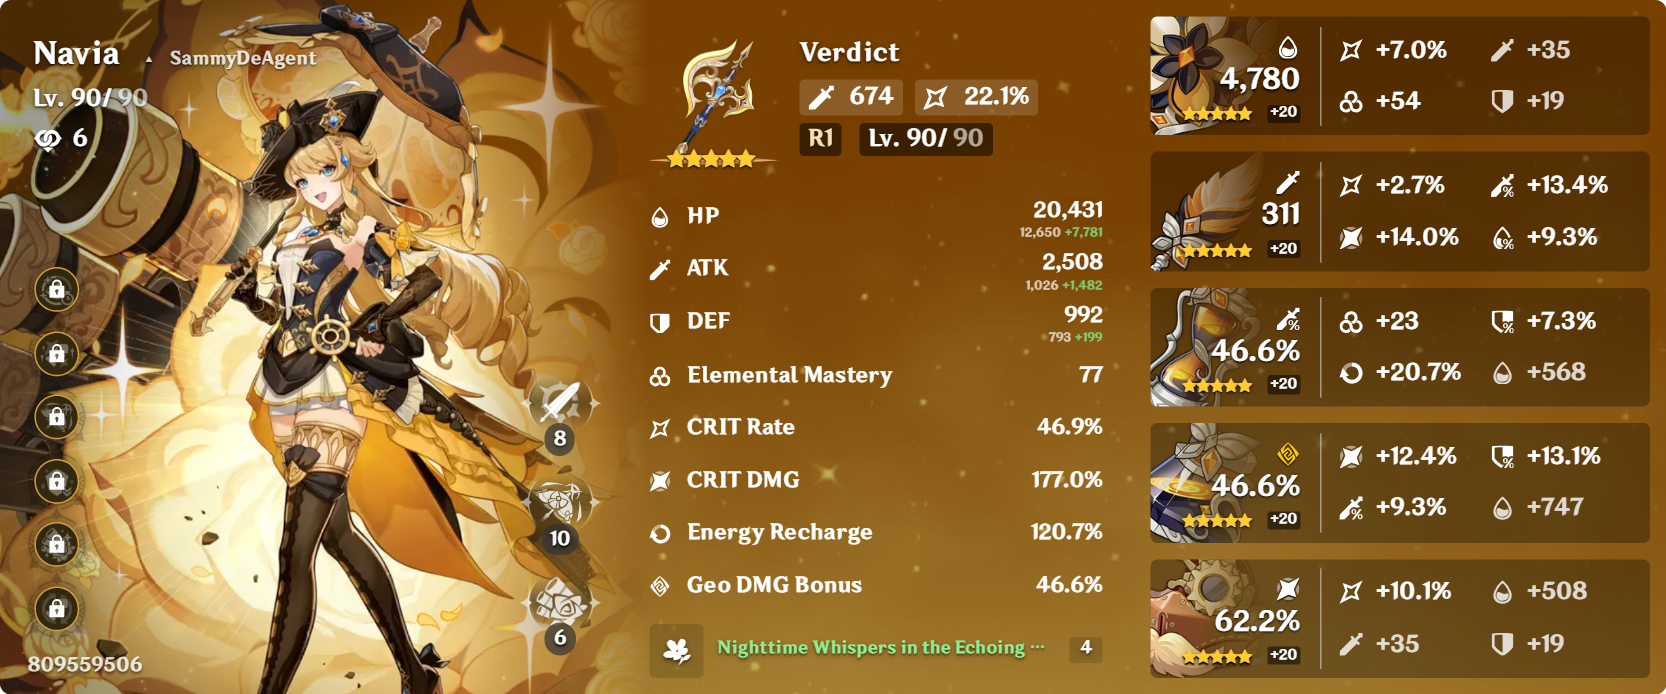 Navia
SammyDeAgent
Lv. 90/ 90
6
8
10
6
809559506
Verdict
674 22.1%
R1 Lv. 90/ 90
HP 20,431
12,650 +7,781
ATK 2,508
1,026 +1,482
DEF 992
793 +199
Elemental Mastery 77
CRIT Rate 46.9%
CRIT DMG 177.0%
Energy Recharge 120.7%
Geo DMG Bonus 46.6%
Nighttime Whispers in the Echoing ··· 4
4,780
+20
+7.0% +35
+54 +19
311
+20
+2.7% +13.4%
+14.0% +9.3%
46.6%
+20
+23 +7.3%
+20.7% +568
46.6%
+20
+12.4% +13.1%
+9.3% +747
62.2%
+20
+10.1% +508
+35 +19